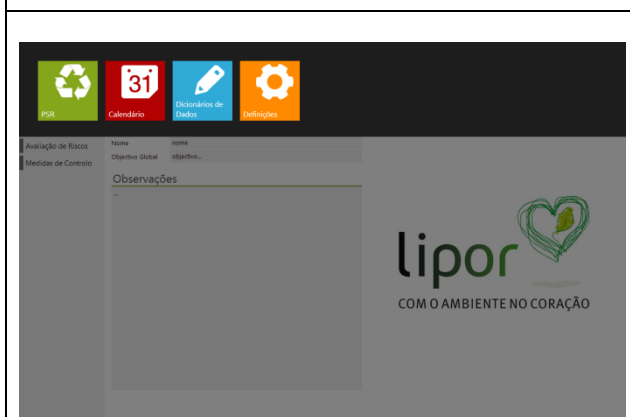 PSR
31
Calendário
Dicionários de
Dados
Definições
Avaliação de Riscos
Medidas de Controlo
Nome nome
Objectivo Global objectivo...
Observações
...
lipor
COM O AMBIENTE NO CORAÇÃO